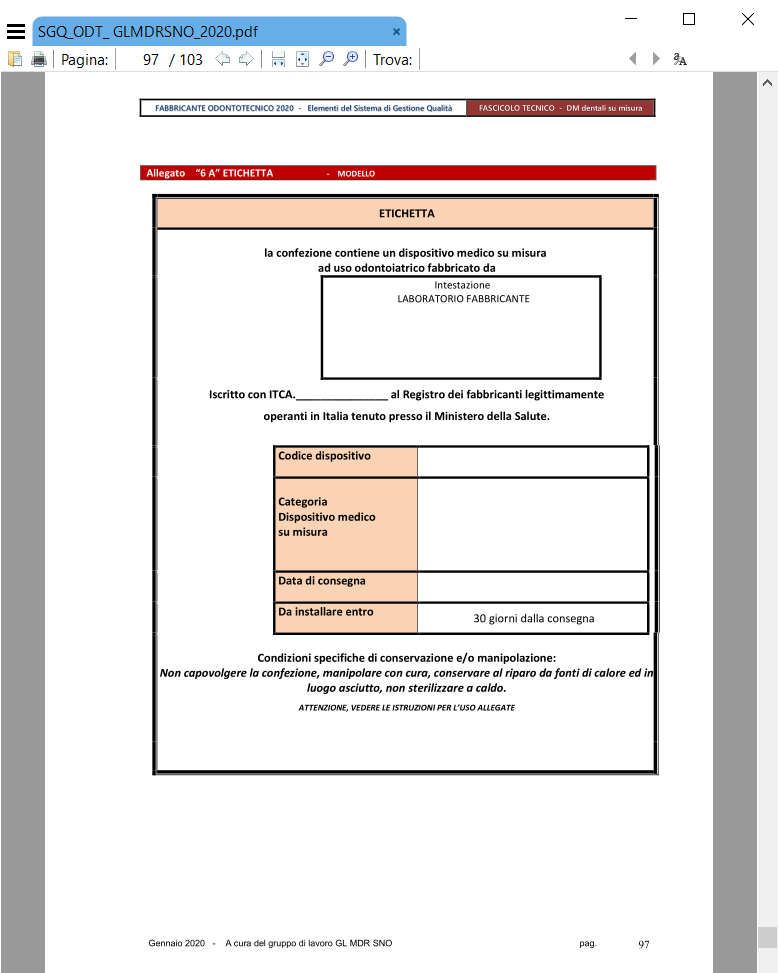 SGQ_ODT_ GLMDRSNO_2020.pdf ×
Pagina: 97 / 103 Trova:
FABBRICANTE ODONTOTECNICO 2020 - Elementi del Sistema di Gestione Qualità FASCICOLO TECNICO - DM dentali su misura
Allegato “6 A” ETICHETTA - MODELLO
ETICHETTA
la confezione contiene un dispositivo medico su misura
ad uso odontoiatrico fabbricato da
Intestazione
LABORATORIO FABBRICANTE
Iscritto con ITCA._______________ al Registro dei fabbricanti legittimamente
operanti in Italia tenuto presso il Ministero della Salute.
Codice dispositivo
Categoria
Dispositivo medico
su misura
Data di consegna
Da installare entro 30 giorni dalla consegna
Condizioni specifiche di conservazione e/o manipolazione:
Non capovolgere la confezione, manipolare con cura, conservare al riparo da fonti di calore ed in
luogo asciutto, non sterilizzare a caldo.
ATTENZIONE, VEDERE LE ISTRUZIONI PER L’USO ALLEGATE
Gennaio 2020 - A cura del gruppo di lavoro GL MDR SNO pag. 97